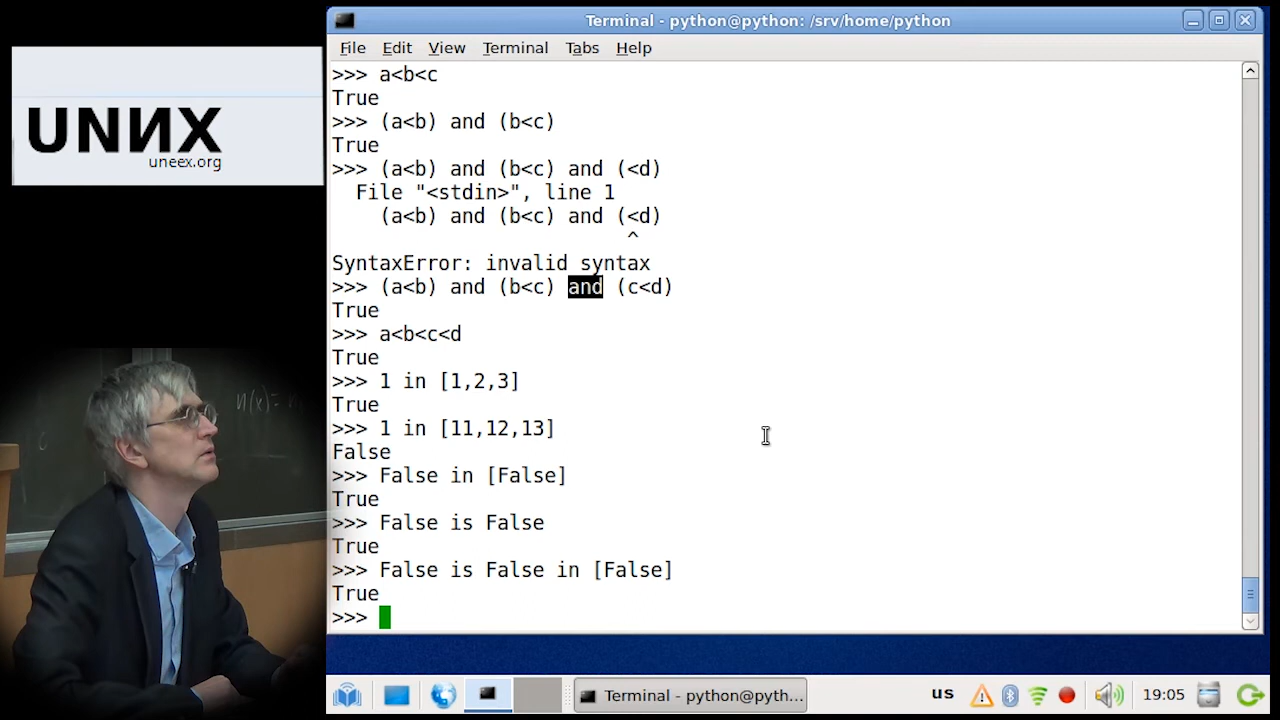 UNИX
uneex.org
Terminal - python@python: /srv/home/python
File Edit View Terminal Tabs Help
>>> a<b<c
True
>>> (a<b) and (b<c)
True
>>> (a<b) and (b<c) and (<d)
  File "<stdin>", line 1
    (a<b) and (b<c) and (<d)
                         ^
SyntaxError: invalid syntax
>>> (a<b) and (b<c) and (c<d)
True
>>> a<b<c<d
True
>>> 1 in [1,2,3]
True
>>> 1 in [11,12,13]
False
>>> False in [False]
True
>>> False is False
True
>>> False is False in [False]
True
>>>
n(x)=
Terminal - python@pyth...
us
19:05